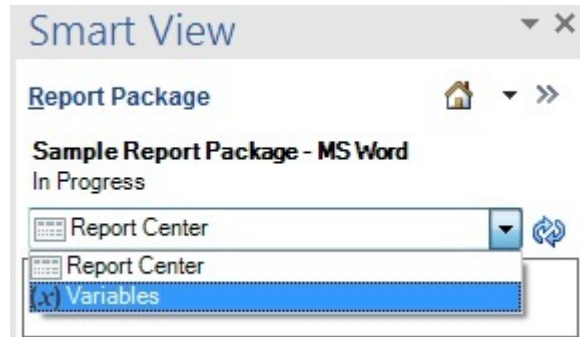 Smart View
Report Package
Sample Report Package - MS Word
In Progress
Report Center
Report Center
(x) Variables